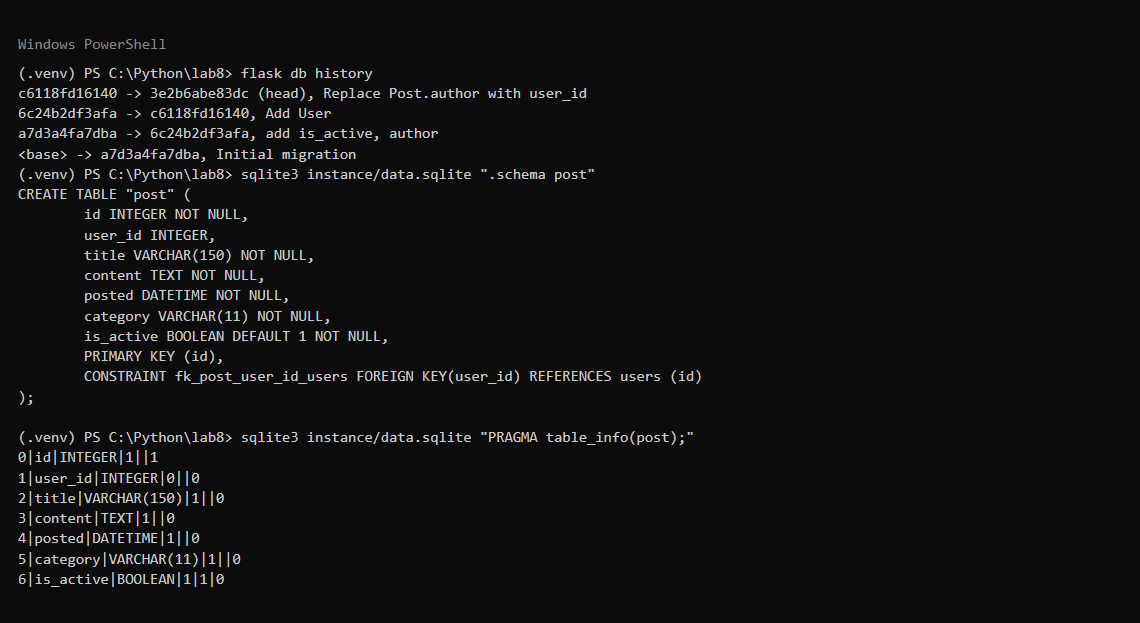 Windows PowerShell
(.venv) PS C:\Python\lab8> flask db history
c6118fd16140 -> 3e2b6abe83dc (head), Replace Post.author with user_id
6c24b2df3afa -> c6118fd16140, Add User
a7d3a4fa7dba -> 6c24b2df3afa, add is_active, author
<base> -> a7d3a4fa7dba, Initial migration
(.venv) PS C:\Python\lab8> sqlite3 instance/data.sqlite ".schema post"
CREATE TABLE "post" (
        id INTEGER NOT NULL,
        user_id INTEGER,
        title VARCHAR(150) NOT NULL,
        content TEXT NOT NULL,
        posted DATETIME NOT NULL,
        category VARCHAR(11) NOT NULL,
        is_active BOOLEAN DEFAULT 1 NOT NULL,
        PRIMARY KEY (id),
        CONSTRAINT fk_post_user_id_users FOREIGN KEY(user_id) REFERENCES users (id)
);
(.venv) PS C:\Python\lab8> sqlite3 instance/data.sqlite "PRAGMA table_info(post);"
0|id|INTEGER|1||1
1|user_id|INTEGER|0||0
2|title|VARCHAR(150)|1||0
3|content|TEXT|1||0
4|posted|DATETIME|1||0
5|category|VARCHAR(11)|1||0
6|is_active|BOOLEAN|1|1|0